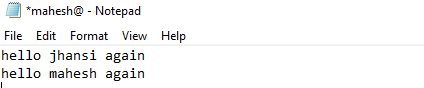 *mahesh@ - Notepad
File Edit Format View Help
hello jhansi again
hello mahesh again